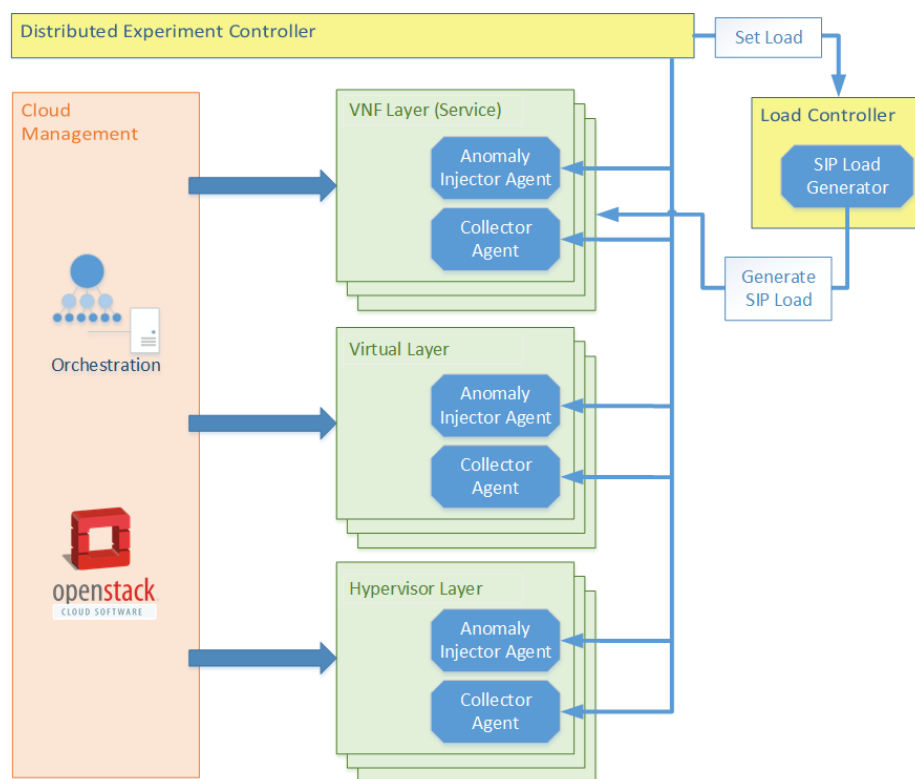 Distributed Experiment Controller
Set Load
Cloud
Management
VNF Layer (Service)
Anomaly
Injector Agent
Collector
Agent
Load Controller
SIP Load
Generator
Generate
SIP Load
Orchestration
Virtual Layer
Anomaly
Injector Agent
Collector
Agent
openstack
CLOUD SOFTWARE
Hypervisor Layer
Anomaly
Injector Agent
Collector
Agent